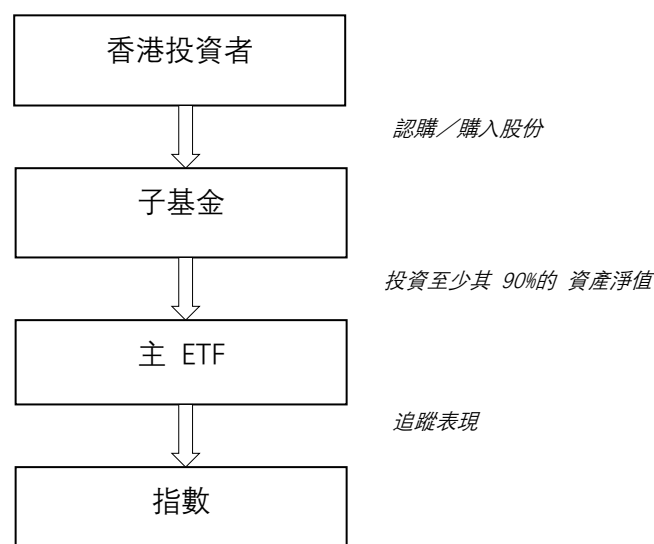 香港投資者
認購／購入股份
子基金
投資至少其 90%的 資產淨值
主 ETF
追蹤表現
指數